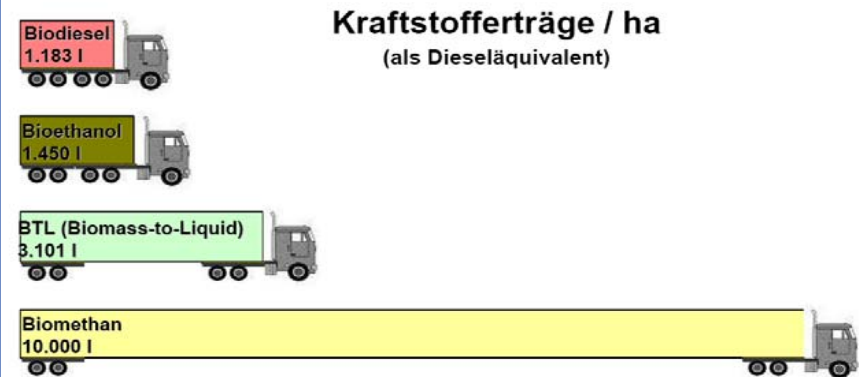 Kraftstofferträge / ha
(als Dieseläquivalent)
Biodiesel
1.183 l
Bioethanol
1.450 l
BTL (Biomass-to-Liquid)
3.101 l
Biomethan
10.000 l